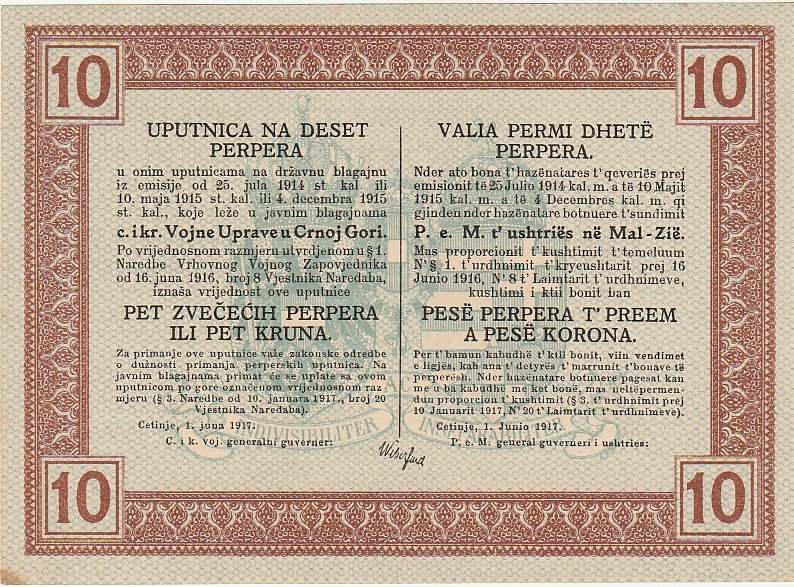 10
10
UPUTNICA NA DESET
PERPERA
u onim uputnicama na državnu blagajnu
iz emisije od 25. jula 1914 st kal. ili
10. maja 1915 st. kal. ili 4. decembra 1915
st. kal., koje leže u javnim blagajnama
c. i kr. Vojne Uprave u Crnoj Gori.
Po vrijednosnom razmjeru utvrdjenom u § 1.
Naredbe Vrhovnog Vojnog Zapovjednika
od 16. juna 1916, broj 8 Vjestnika Naredaba,
iznaša vrijednost ove uputnice
PET ZVEČEĆIH PERPERA
ILI PET KRUNA.
Za primanje ove uputnice važe zakonske odredbe
o dužnosti primanja perperskih uputnica. Na
javnim blagajnama primat će se uplate sa ovom
uputnicom po gore označenom vrijednosnom raz
mjeru (§ 3. Naredbe od 10. januara 1917., broj 20
Vjestnika Naredaba).
Cetinje, 1. juna 1917.
C. i k. voj. generalni guverner:
VALIA PERMI DHETË
PERPERA.
Nder ato bona t'hazënatares t'qeveriës prej
emisionit të 25 Julio 1914 kal. m. a të 10 Majit
1915 kal. m. a të 4 Decembres kal. m. qi
gjinden nder hazënatare botnuere t'sundimit
P. e. M. t' ushtriës në Mal-Zië.
Mas proporcionit t'kushtimit t'temeluum
N° § 1. t'urdhnimit t'kryeushtarit prej 16
Junio 1916, N° 8 t'Laimtarit t'urdhnimeve,
kushtimi i ktil bonit ban
PESË PERPERA T' PREEM
A PESË KORONA.
Për t'bamun kabudhë t'ktil bonit, viin vendimet
e ligjës, kah ana t'detyrës t'marrunit t'bonave të
perperësh. Nder hazënatare botuniere pagesat kan
me u ba kabudhë me ket bonë, mas neltëpermen-
dun proporcion t'kushtimit (§ 3. t'urdhnimit prej
10 Januarit 1917, N° 20 t'Laimtarit t'urdhnimeve).
Cetinje, 1. Junio 1917.
P. e M. general guverneri i ushtries:
INDIVISIBILITER
10
10